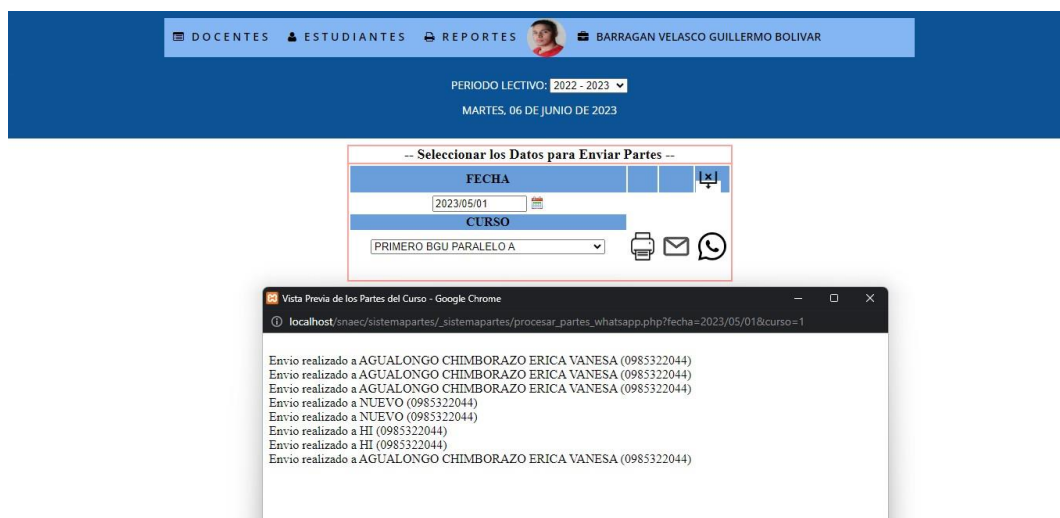 DOCENTES ESTUDIANTES REPORTES BARRAGAN VELASCO GUILLERMO BOLIVAR
PERIODO LECTIVO: 2022 - 2023
MARTES, 06 DE JUNIO DE 2023
-- Seleccionar los Datos para Enviar Partes --
FECHA
2023/05/01
CURSO
PRIMERO BGU PARALELO A
Vista Previa de los Partes del Curso - Google Chrome
localhost/snaec/sistemapartes/_sistemapartes/procesar_partes_whatsapp.php?fecha=2023/05/01&curso=1
Envio realizado a AGUALONGO CHIMBORAZO ERICA VANESA (0985322044)
Envio realizado a AGUALONGO CHIMBORAZO ERICA VANESA (0985322044)
Envio realizado a AGUALONGO CHIMBORAZO ERICA VANESA (0985322044)
Envio realizado a NUEVO (0985322044)
Envio realizado a NUEVO (0985322044)
Envio realizado a HI (0985322044)
Envio realizado a HI (0985322044)
Envio realizado a AGUALONGO CHIMBORAZO ERICA VANESA (0985322044)